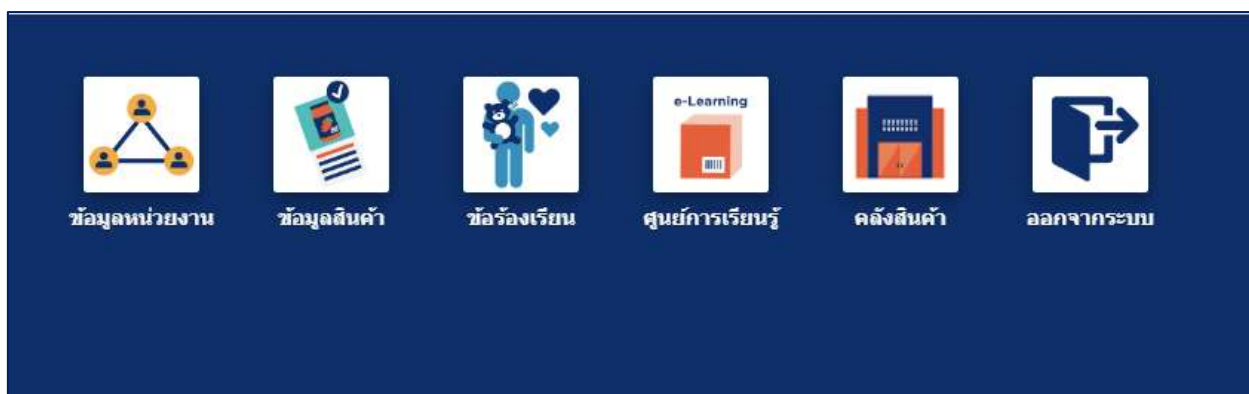 e-Learning
ข้อมูลหน่วยงาน
ข้อมูลสินค้า
ข้อร้องเรียน
ศูนย์การเรียนรู้
คลังสินค้า
ออกจากระบบ